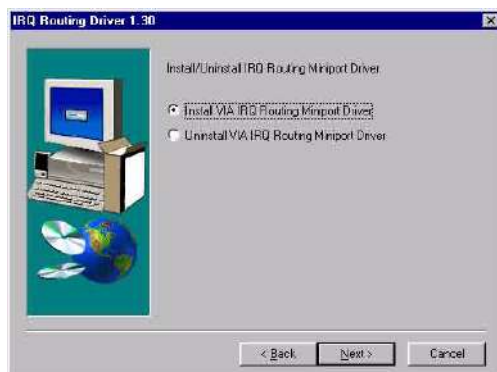 IRQ Routing Driver 1.30
Install/Uninstall IRQ Routing Miniport Driver
Install VIA IRQ Routing Miniport Driver
Uninstall VIA IRQ Routing Miniport Driver
< Back
Next >
Cancel